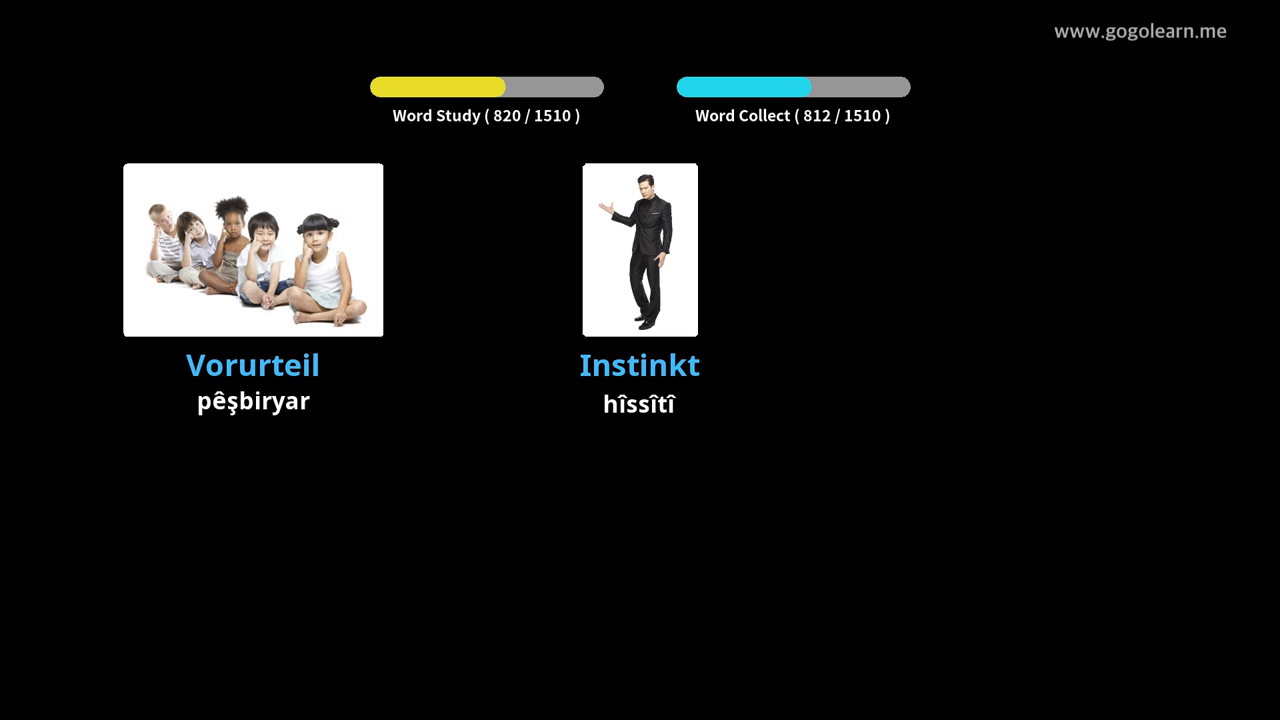 www.gogolearn.me
Word Study ( 820 / 1510 )
Word Collect ( 812 / 1510 )
Vorurteil
pêşbiryar
Instinkt
hîssîtî